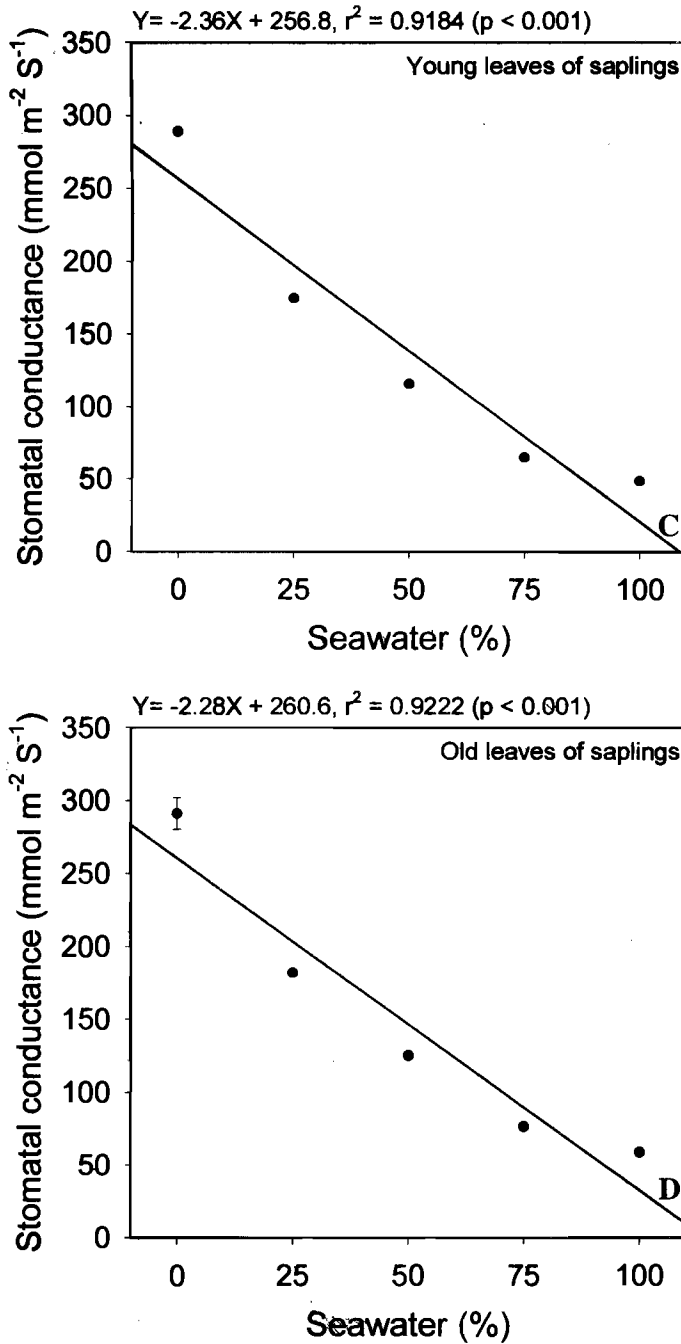 Y= -2.36X + 256.8, r² = 0.9184 (p < 0.001)
Young leaves of saplings
Stomatal conductance (mmol m⁻² S⁻¹)
350
300
250
200
150
100
50
0
C
0 25 50 75 100
Seawater (%)
Y= -2.28X + 260.6, r² = 0.9222 (p < 0.001)
Old leaves of saplings
Stomatal conductance (mmol m⁻² S⁻¹)
350
300
250
200
150
100
50
0
D
0 25 50 75 100
Seawater (%)